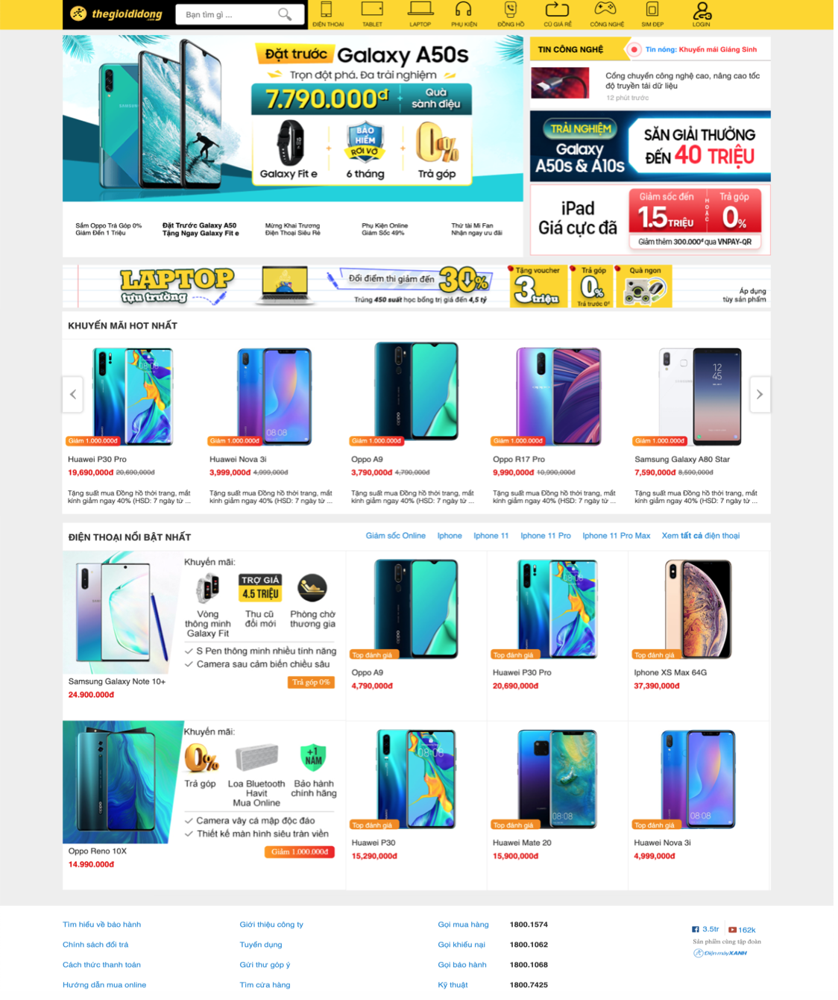 thegioididong
.com
Bạn tìm gì ...
ĐIỆN THOẠI
TABLET
LAPTOP
PHỤ KIỆN
ĐỒNG HỒ
CŨ GIÁ RẺ
CÔNG NGHỆ
SIM ĐẸP
LOGIN
Đặt trước Galaxy A50s
Trọn đột phá. Đa trải nghiệm
7.790.000đ + Quà sành điệu
SAMSUNG
BẢO HIỂM RƠI VỠ
0%
Galaxy Fit e
6 tháng
Trả góp
Sắm Oppo Trả Góp 0%
Giảm Đến 1 Triệu
Đặt Trước Galaxy A50
Tặng Ngay Galaxy Fit e
Mừng Khai Trương
Điện Thoại Siêu Rẻ
Phụ Kiện Online
Giảm Sốc 49%
Thử tài Mi Fan
Nhận ngay ưu đãi
TIN CÔNG NGHỆ
Tin nóng: Khuyến mãi Giáng Sinh
Cổng chuyển công nghệ cao, nâng cao tốc
độ truyền tải dữ liệu
12 phút trước
TRẢI NGHIỆM
Galaxy
A50s & A10s
SĂN GIẢI THƯỞNG
ĐẾN 40 TRIỆU
iPad
Giá cực đã
Giảm sốc đến
1.5 TRIỆU
HOẶC
Trả góp
0%
Giảm thêm 300.000đ qua VNPAY-QR
LAPTOP
tựu trường
Đổi điểm thi giảm đến 30%
Trúng 450 suất học bổng trị giá đến 4,5 tỷ
Tặng voucher
3 triệu
Trả góp
0%
Trả trước 0đ
Quà ngon
Áp dụng
tùy sản phẩm
KHUYẾN MÃI HOT NHẤT
Giảm 1.000.000đ
Huawei P30 Pro
19,690,000đ 20,690,000đ
Tặng suất mua Đồng hồ thời trang, mắt
kính giảm ngay 40% (HSD: 7 ngày từ ...
08:08
Giảm 1.000.000đ
Huawei Nova 3i
3,999,000đ 4,999,000đ
Tặng suất mua Đồng hồ thời trang, mắt
kính giảm ngay 40% (HSD: 7 ngày từ ...
Giảm 1.000.000đ
Oppo A9
3,790,000đ 4,790,000đ
Tặng suất mua Đồng hồ thời trang, mắt
kính giảm ngay 40% (HSD: 7 ngày từ ...
Giảm 1.000.000đ
Oppo R17 Pro
9,990,000đ 10,990,000đ
Tặng suất mua Đồng hồ thời trang, mắt
kính giảm ngay 40% (HSD: 7 ngày từ ...
12
45
Giảm 1.000.000đ
Samsung Galaxy A80 Star
7,590,000đ 8,590,000đ
Tặng suất mua Đồng hồ thời trang, mắt
kính giảm ngay 40% (HSD: 7 ngày từ ...
ĐIỆN THOẠI NỔI BẬT NHẤT
Giảm sốc Online
Iphone
Iphone 11
Iphone 11 Pro
Iphone 11 Pro Max
Xem tất cả điện thoại
Khuyến mãi:
TRỢ GIÁ
4.5 TRIỆU
Vòng
thông minh
Galaxy Fit
Thu cũ
đổi mới
Phòng chờ
thương gia
S Pen thông minh nhiều tính năng
Camera sau cảm biến chiều sâu
Trả góp 0%
Samsung Galaxy Note 10+
24.900.000đ
Top đánh giá
Oppo A9
4,790,000đ
Top đánh giá
Huawei P30 Pro
20,690,000đ
Top đánh giá
Iphone XS Max 64G
37,390,000đ
Khuyến mãi:
0%
+1
NĂM
Trả góp
Loa Bluetooth
Havit
Mua Online
Bảo hành
chính hãng
Camera vây cá mập độc đáo
Thiết kế màn hình siêu tràn viền
Giảm 1.000.000đ
Oppo Reno 10X
14.990.000đ
08:08
Top đánh giá
Huawei P30
15,290,000đ
08:08
Top đánh giá
Huawei Mate 20
15,900,000đ
08:08
Top đánh giá
Huawei Nova 3i
4,999,000đ
Tìm hiểu về bảo hành
Chính sách đổi trả
Cách thức thanh toán
Hướng dẫn mua online
Giới thiệu công ty
Tuyển dụng
Gửi thư góp ý
Tìm cửa hàng
Gọi mua hàng 1800.1574
Gọi khiếu nại 1800.1062
Gọi bảo hành 1800.1068
Kỹ thuật 1800.7425
3.5tr
162k
Sản phẩm cùng tập đoàn
Điện máy XANH